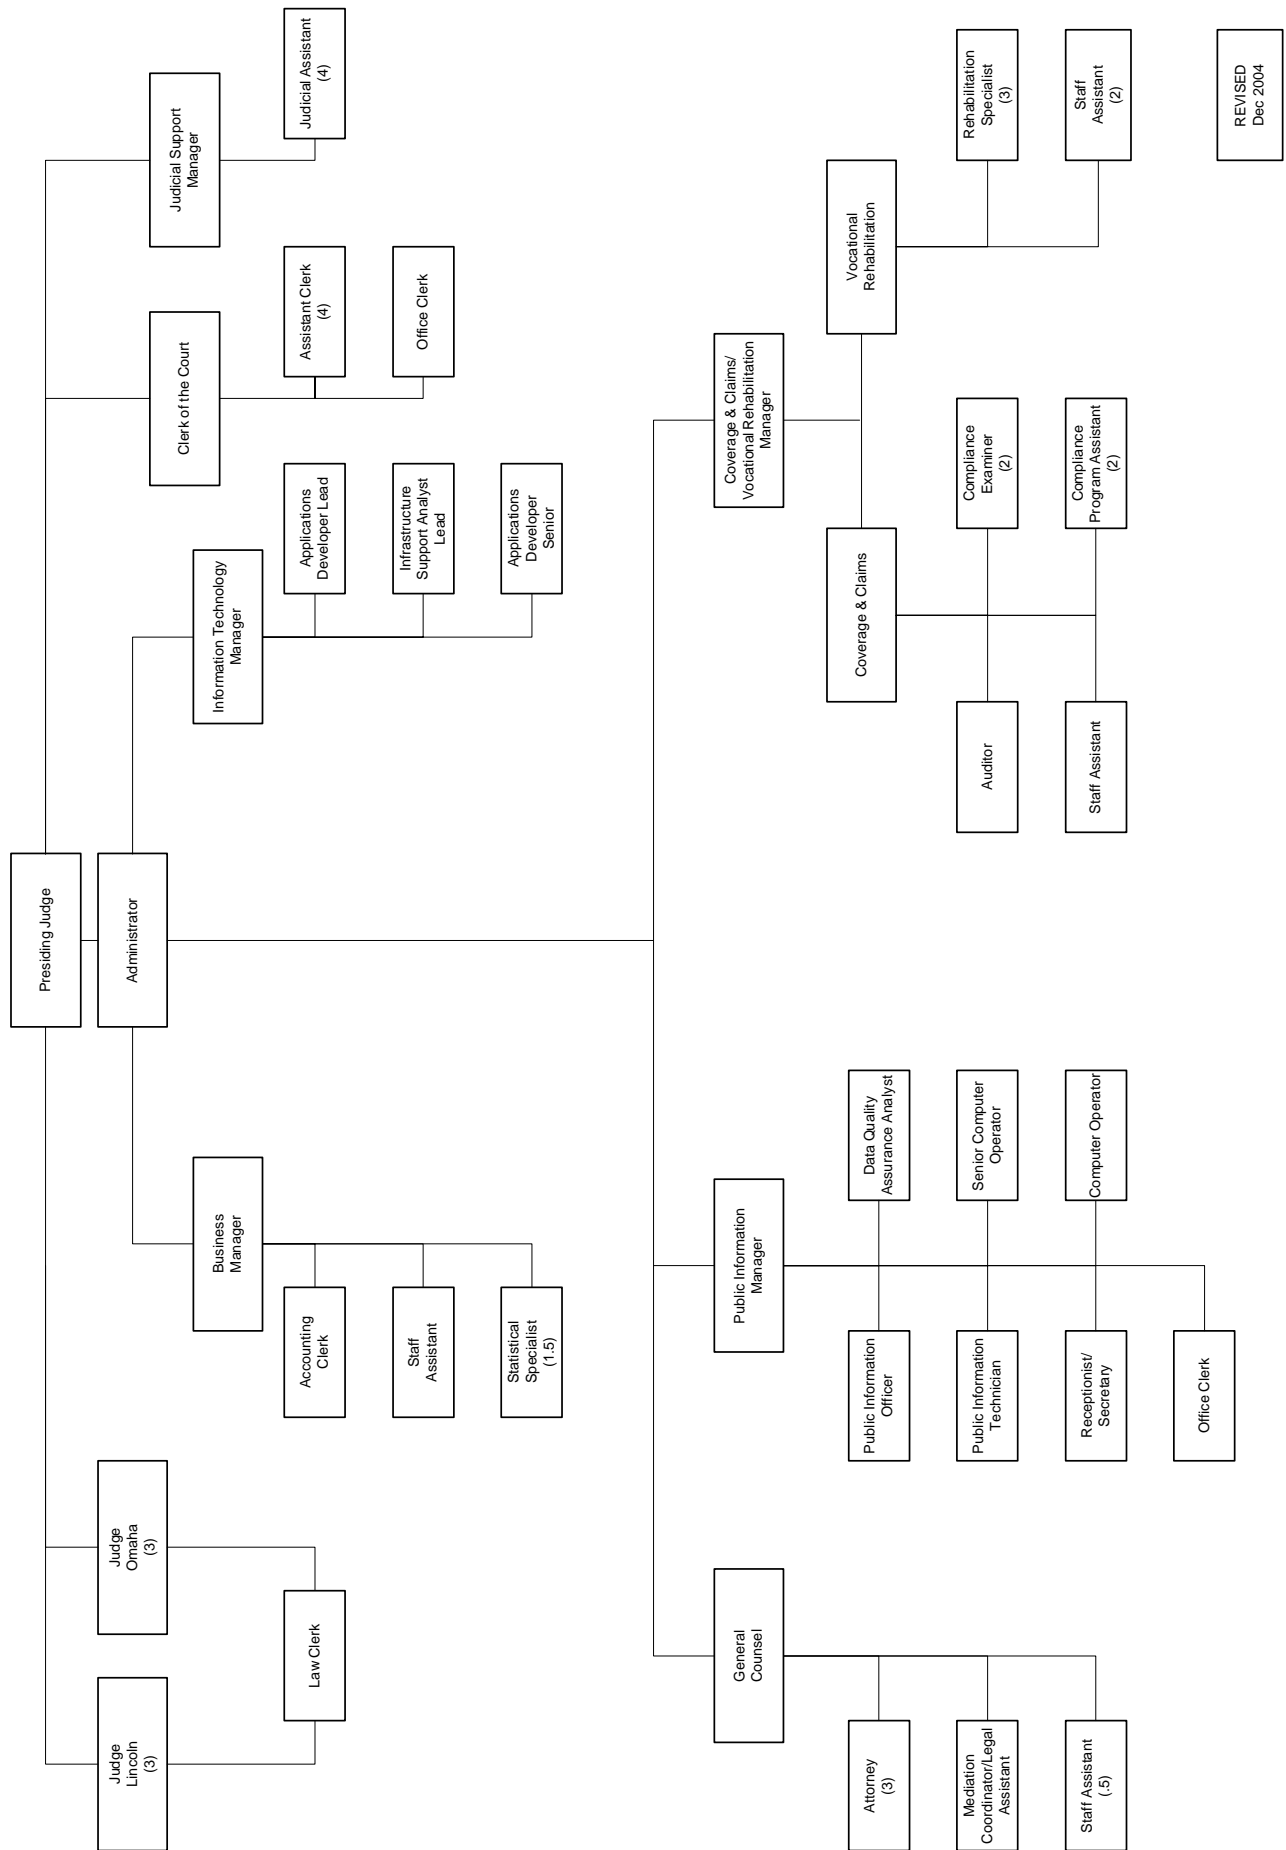 Presiding Judge
Administrator
Judge
Lincoln
(3)
Judge
Omaha
(3)
Law Clerk
Business
Manager
Accounting
Clerk
Staff
Assistant
Statistical
Specialist
(1.5)
Information Technology
Manager
Applications
Developer Lead
Infrastructure
Support Analyst
Lead
Applications
Developer
Senior
Clerk of the Court
Assistant Clerk
(4)
Office Clerk
Judicial Support
Manager
Judicial Assistant
(4)
General
Counsel
Attorney
(3)
Mediation
Coordinator/Legal
Assistant
Staff Assistant
(.5)
Public Information
Manager
Public Information
Officer
Data Quality
Assurance Analyst
Public Information
Technician
Senior Computer
Operator
Receptionist/
Secretary
Computer Operator
Office Clerk
Coverage & Claims/
Vocational Rehabilitation
Manager
Coverage & Claims
Auditor
Compliance
Examiner
(2)
Staff Assistant
Compliance
Program Assistant
(2)
Vocational
Rehabilitation
Rehabilitation
Specialist
(3)
Staff
Assistant
(2)
REVISED
Dec 2004